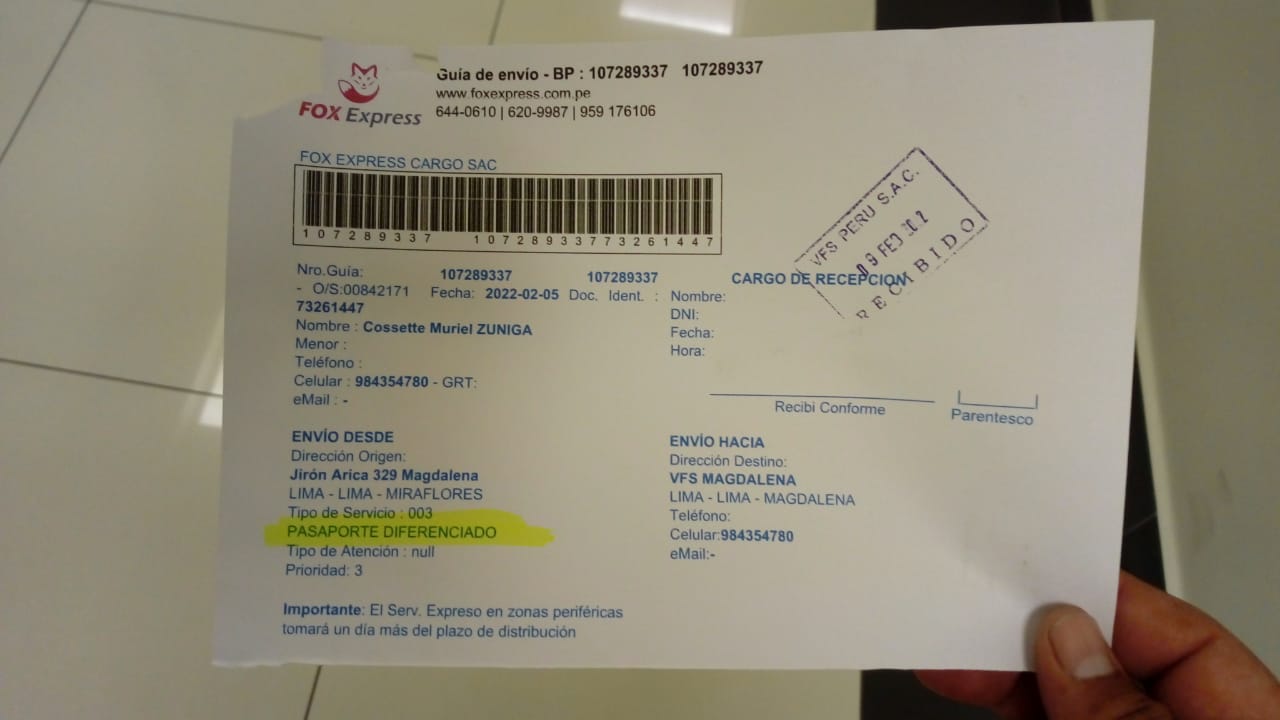 FOX Express
Guía de envío - BP : 107289337 107289337
www.foxexpress.com.pe
644-0610 | 620-9987 | 959 176106
FOX EXPRESS CARGO SAC
107289337 10728933773261447
VFS PERU S.A.C.
09 FEB
RECIBIDO
Nro.Guía: 107289337 107289337
- O/S:00842171 Fecha: 2022-02-05 Doc. Ident. :
73261447
Nombre : Cossette Muriel ZUNIGA
Menor :
Teléfono :
Celular : 984354780 - GRT:
eMail : -
CARGO DE RECEPCION
Nombre:
DNI:
Fecha:
Hora:
Recibi Conforme
Parentesco
ENVÍO DESDE
Dirección Origen:
Jirón Arica 329 Magdalena
LIMA - LIMA - MIRAFLORES
Tipo de Servicio : 003
PASAPORTE DIFERENCIADO
Tipo de Atención : null
Prioridad: 3
ENVÍO HACIA
Dirección Destino:
VFS MAGDALENA
LIMA - LIMA - MAGDALENA
Teléfono:
Celular:984354780
eMail:-
Importante: El Serv. Expreso en zonas periféricas
tomará un día más del plazo de distribución